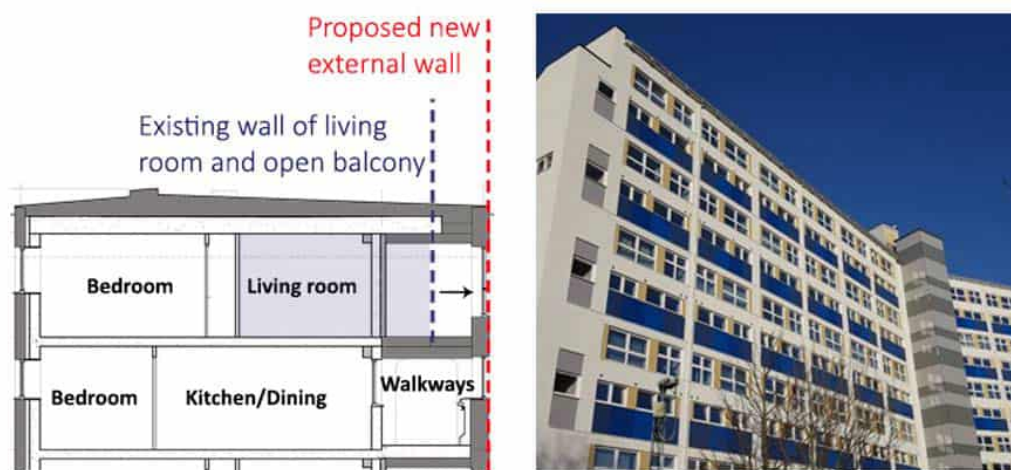 Proposed new
external wall
Existing wall of living
room and open balcony
Bedroom
Living room
Bedroom
Kitchen/Dining
Walkways